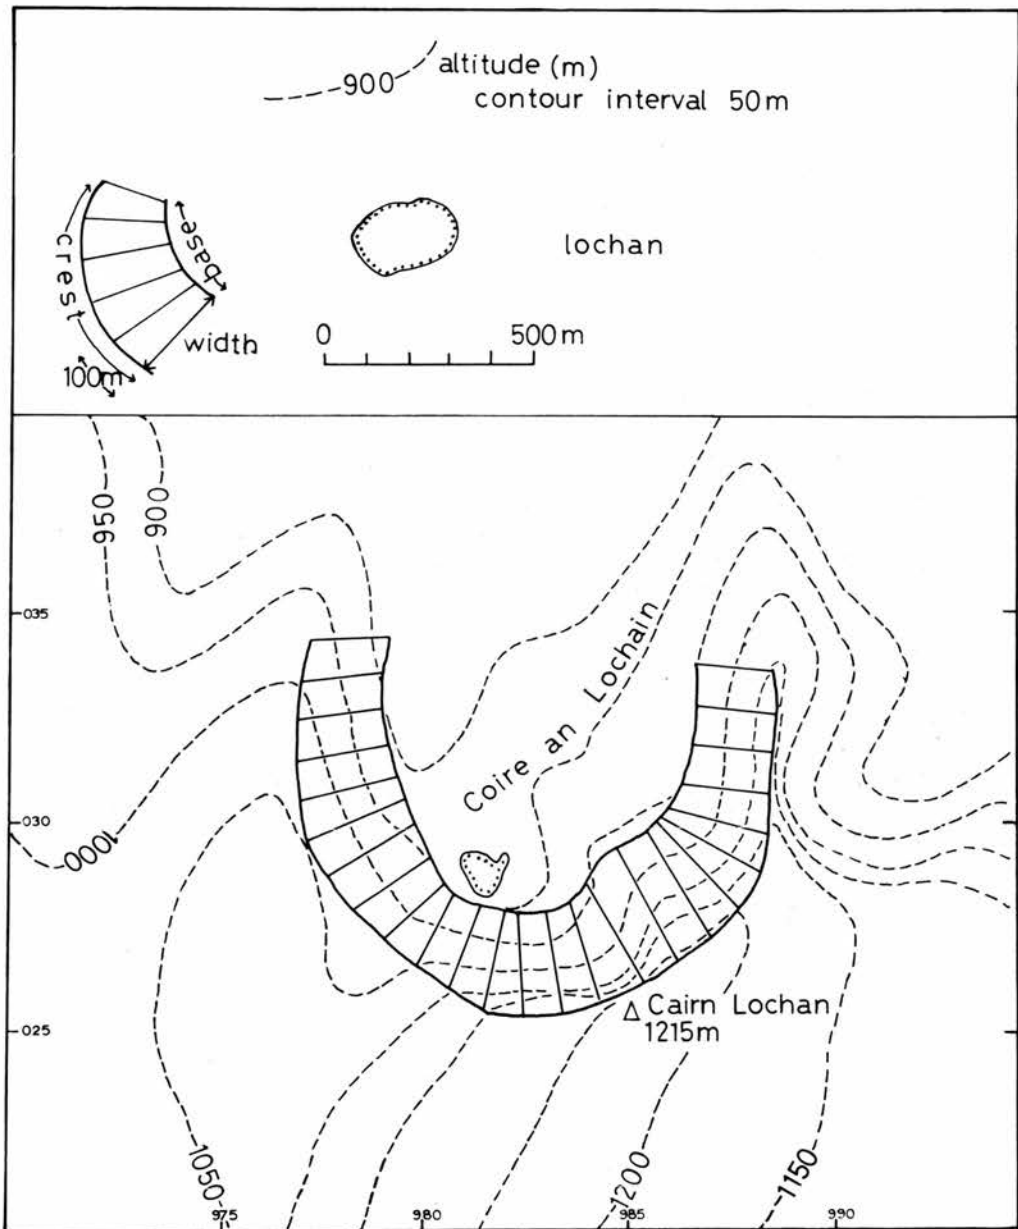 900
altitude (m)
contour interval 50m
crest
base
width
100m
lochan
0 500m
950
900
035
Coire an Lochain
030
1000
Cairn Lochan
1215m
025
1050
1200
1150
975 980 985 990